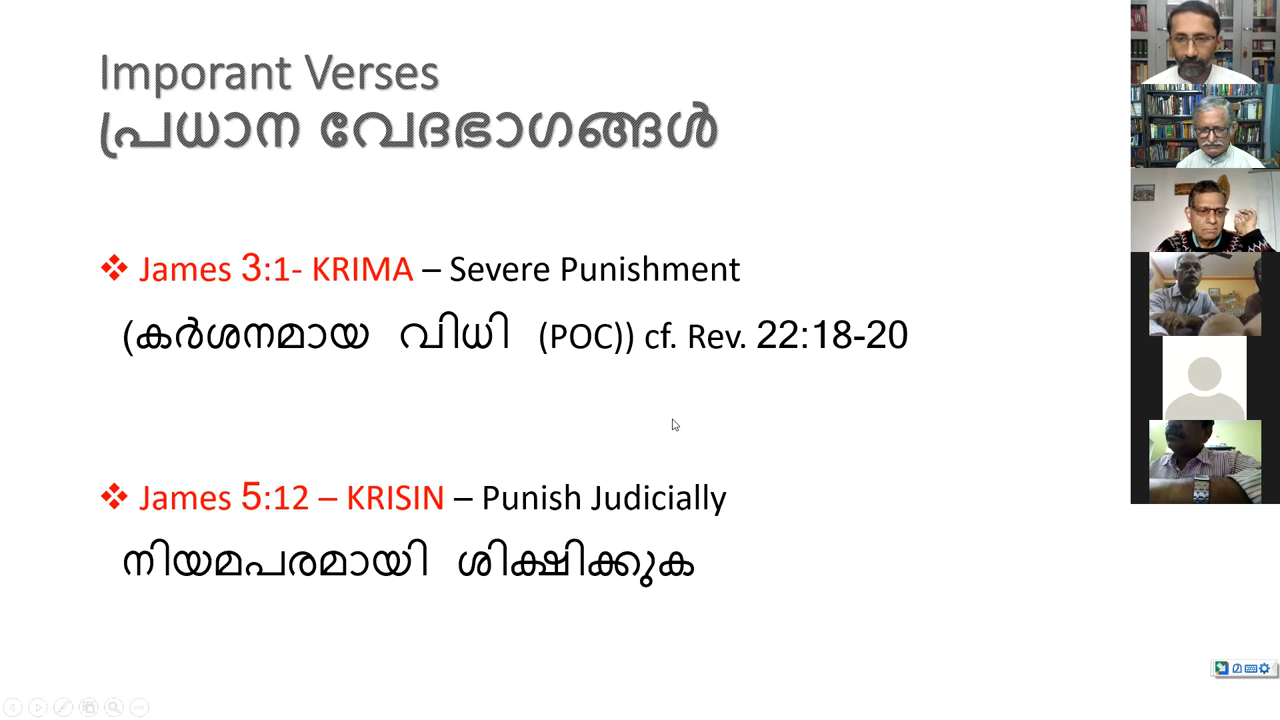 Imporant Verses
പ്രധാന വേദഭാഗങ്ങൾ
❖ James 3:1- KRIMA – Severe Punishment
(കർശനമായ വിധി (POC)) cf. Rev. 22:18-20
❖ James 5:12 – KRISIN – Punish Judicially
നിയമപരമായി ശിക്ഷിക്കുക